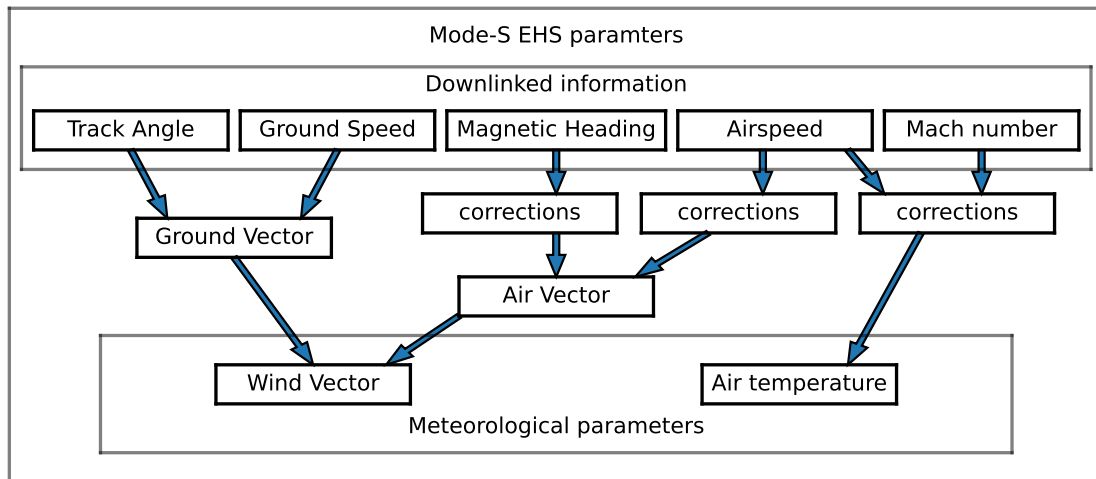 Mode-S EHS paramters
Downlinked information
Track Angle
Ground Speed
Magnetic Heading
Airspeed
Mach number
corrections
corrections
corrections
Ground Vector
Air Vector
Wind Vector
Air temperature
Meteorological parameters